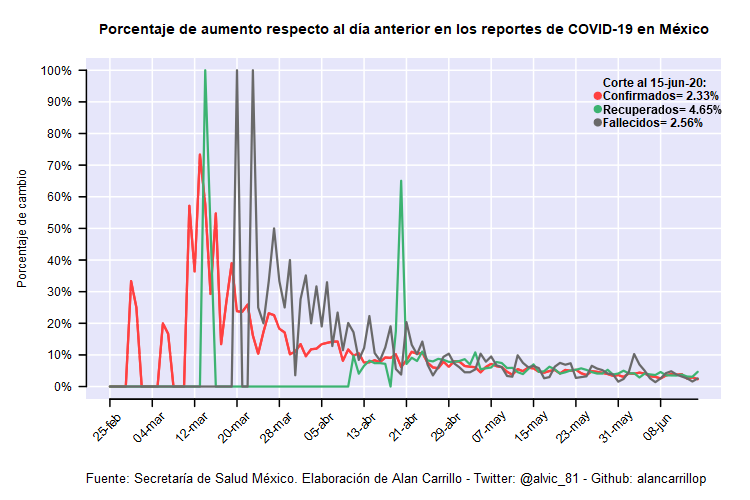 Porcentaje de aumento respecto al día anterior en los reportes de COVID-19 en México
Porcentaje de cambio
100%
90%
80%
70%
60%
50%
40%
30%
20%
10%
0%
Corte al 15-jun-20:
Confirmados= 2.33%
Recuperados= 4.65%
Fallecidos= 2.56%
25-feb
04-mar
12-mar
20-mar
28-mar
05-abr
13-abr
21-abr
29-abr
07-may
15-may
23-may
31-may
08-jun
Fuente: Secretaría de Salud México. Elaboración de Alan Carrillo - Twitter: @alvic_81 - Github: alancarrillop